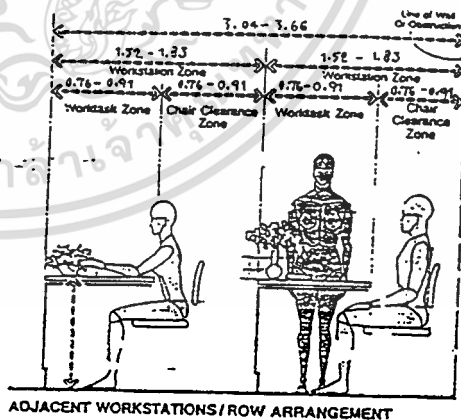 Line of Wall
Or Obstruction
3.04-3.66
1.52 - 1.83
1.52 - 1.83
Workstation Zone
Workstation Zone
0.76-0.91
0.76-0.91
0.76-0.91
0.76-0.91
Worktask Zone
Chair Clearance
Zone
Worktask Zone
Chair
Clearance
Zone
ADJACENT WORKSTATIONS/ROW ARRANGEMENT